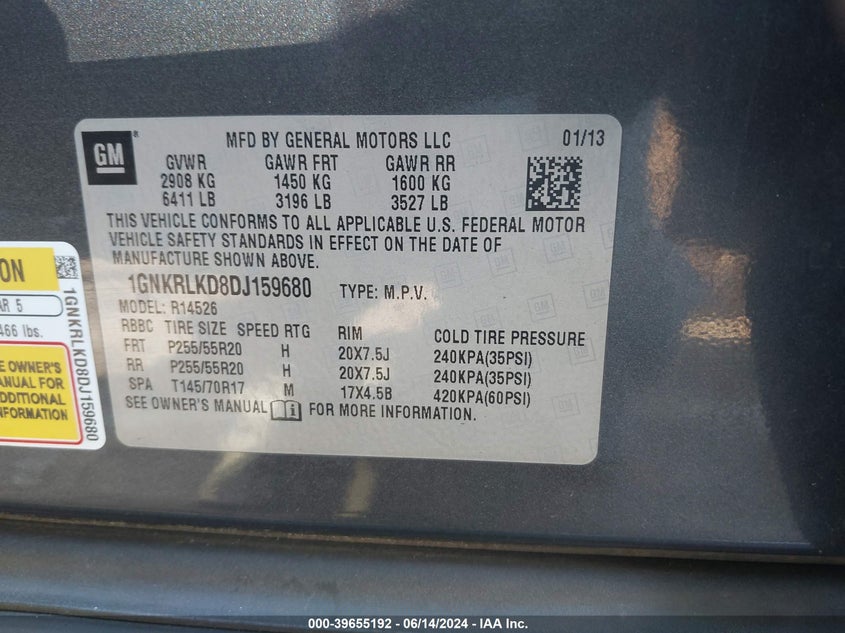 GM
®
MFD BY GENERAL MOTORS LLC 01/13
GVWR GAWR FRT GAWR RR
2908 KG 1450 KG 1600 KG
6411 LB 3196 LB 3527 LB
THIS VEHICLE CONFORMS TO ALL APPLICABLE U.S. FEDERAL MOTOR
VEHICLE SAFETY STANDARDS IN EFFECT ON THE DATE OF
MANUFACTURE SHOWN ABOVE.
1GNKRLKD8DJ159680 TYPE: M.P.V.
MODEL: R14526
RBBC TIRE SIZE SPEED RTG RIM COLD TIRE PRESSURE
FRT P255/55R20 H 20X7.5J 240KPA(35PSI)
RR P255/55R20 H 20X7.5J 240KPA(35PSI)
SPA T145/70R17 M 17X4.5B 420KPA(60PSI)
SEE OWNER'S MANUAL FOR MORE INFORMATION.
ON
AR 5
466 lbs.
E OWNER'S
ANUAL FOR
DDITIONAL
FORMATION
1GNKRLKD8DJ159680
000-39655192 - 06/14/2024 - IAA Inc.